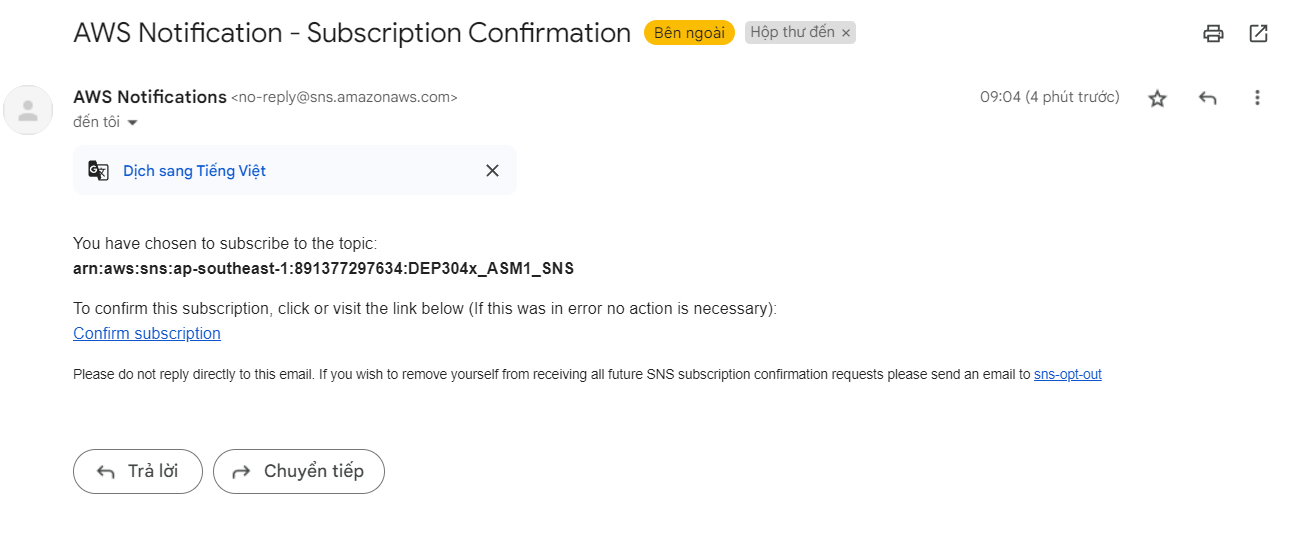 AWS Notification - Subscription Confirmation Bên ngoài Hộp thư đến ×
AWS Notifications <no-reply@sns.amazonaws.com> 09:04 (4 phút trước)
đến tôi
Dịch sang Tiếng Việt
You have chosen to subscribe to the topic:
arn:aws:sns:ap-southeast-1:891377297634:DEP304x_ASM1_SNS
To confirm this subscription, click or visit the link below (If this was in error no action is necessary):
Confirm subscription
Please do not reply directly to this email. If you wish to remove yourself from receiving all future SNS subscription confirmation requests please send an email to sns-opt-out
Trả lời Chuyển tiếp